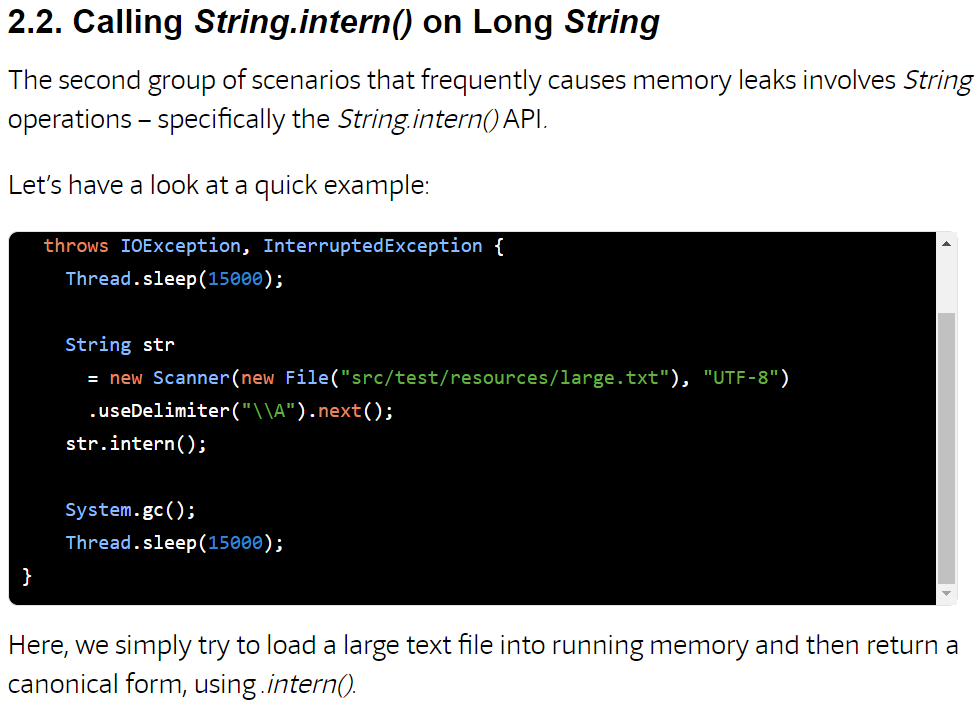 2.2. Calling String.intern() on Long String
The second group of scenarios that frequently causes memory leaks involves String
operations – specifically the String.intern() API.
Let’s have a look at a quick example:
throws IOException, InterruptedException {
Thread.sleep(15000);
String str
= new Scanner(new File("src/test/resources/large.txt"), "UTF-8")
.useDelimiter("\\A").next();
str.intern();
System.gc();
Thread.sleep(15000);
}
Here, we simply try to load a large text file into running memory and then return a
canonical form, using .intern().